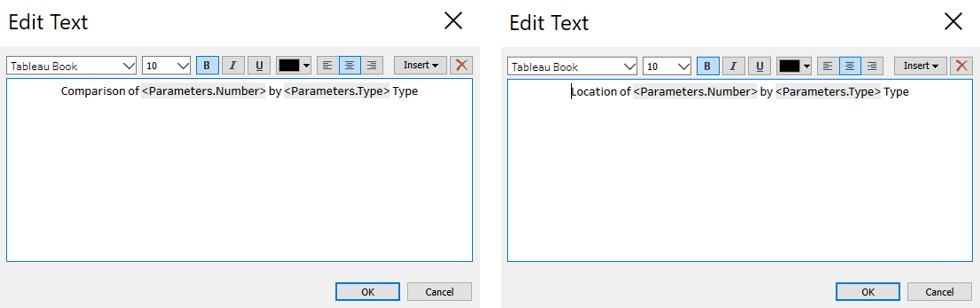 Edit Text
Tableau Book 10 B I U Insert
Comparison of <Parameters.Number> by <Parameters.Type> Type
OK Cancel
Edit Text
Tableau Book 10 B I U Insert
Location of <Parameters.Number> by <Parameters.Type> Type
OK Cancel